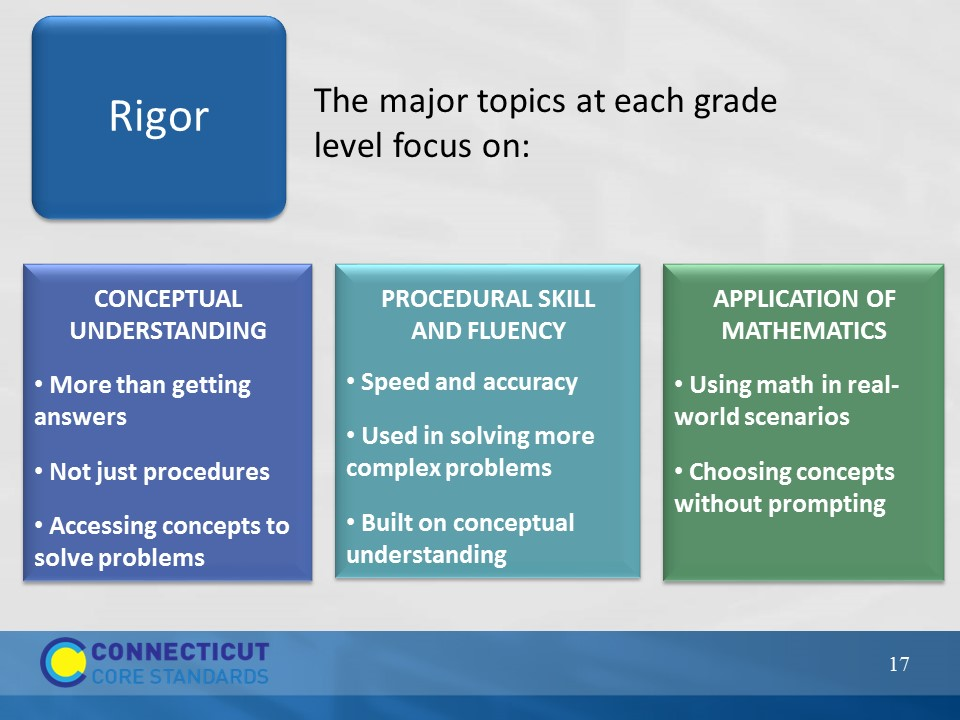 Rigor
The major topics at each grade
level focus on:
CONCEPTUAL
UNDERSTANDING
• More than getting
answers
• Not just procedures
• Accessing concepts to
solve problems
PROCEDURAL SKILL
AND FLUENCY
• Speed and accuracy
• Used in solving more
complex problems
• Built on conceptual
understanding
APPLICATION OF
MATHEMATICS
• Using math in real-
world scenarios
• Choosing concepts
without prompting
CONNECTICUT
CORE STANDARDS
17